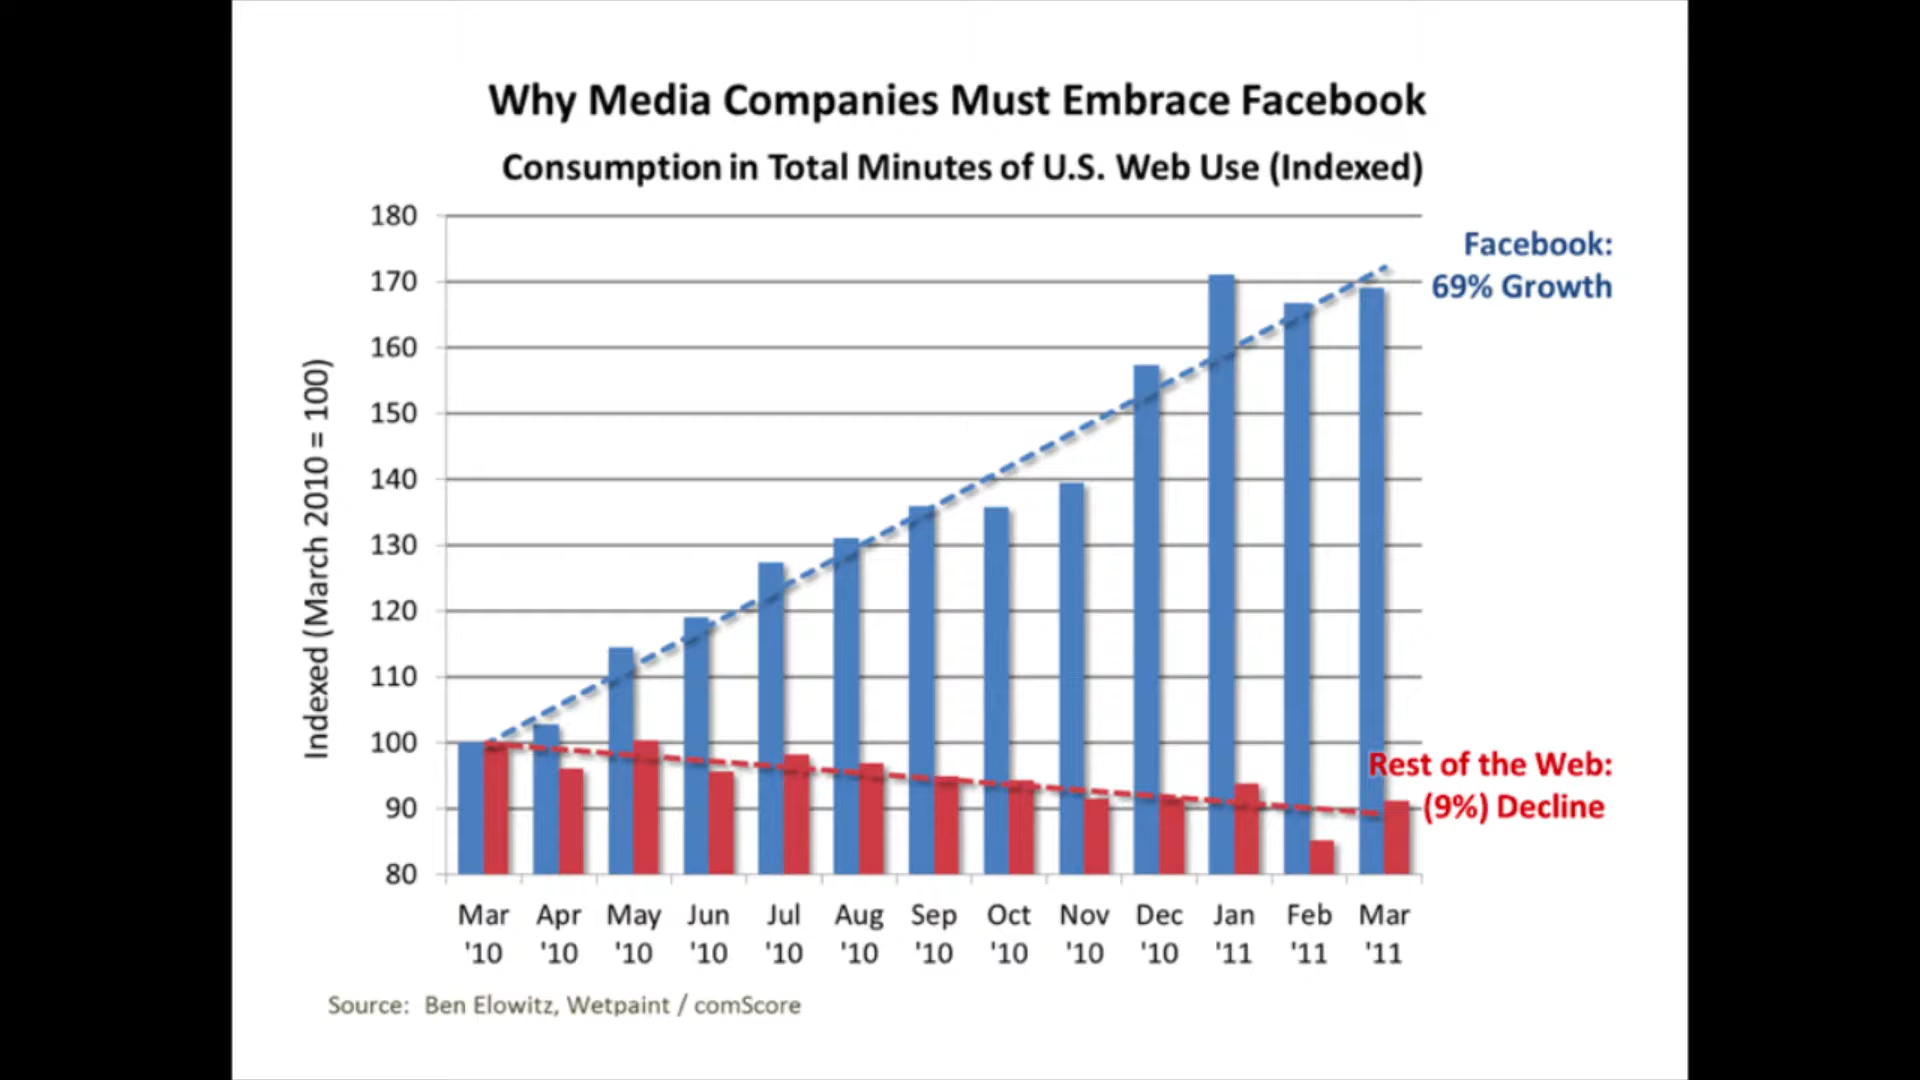 Why Media Companies Must Embrace Facebook
Consumption in Total Minutes of U.S. Web Use (Indexed)
180
170
160
150
140
130
120
110
100
90
80
Indexed (March 2010 = 100)
Facebook:
69% Growth
Rest of the Web:
(9%) Decline
Mar Apr May Jun Jul Aug Sep Oct Nov Dec Jan Feb Mar
'10 '10 '10 '10 '10 '10 '10 '10 '10 '10 '11 '11 '11
Source: Ben Elowitz, Wetpaint / comScore